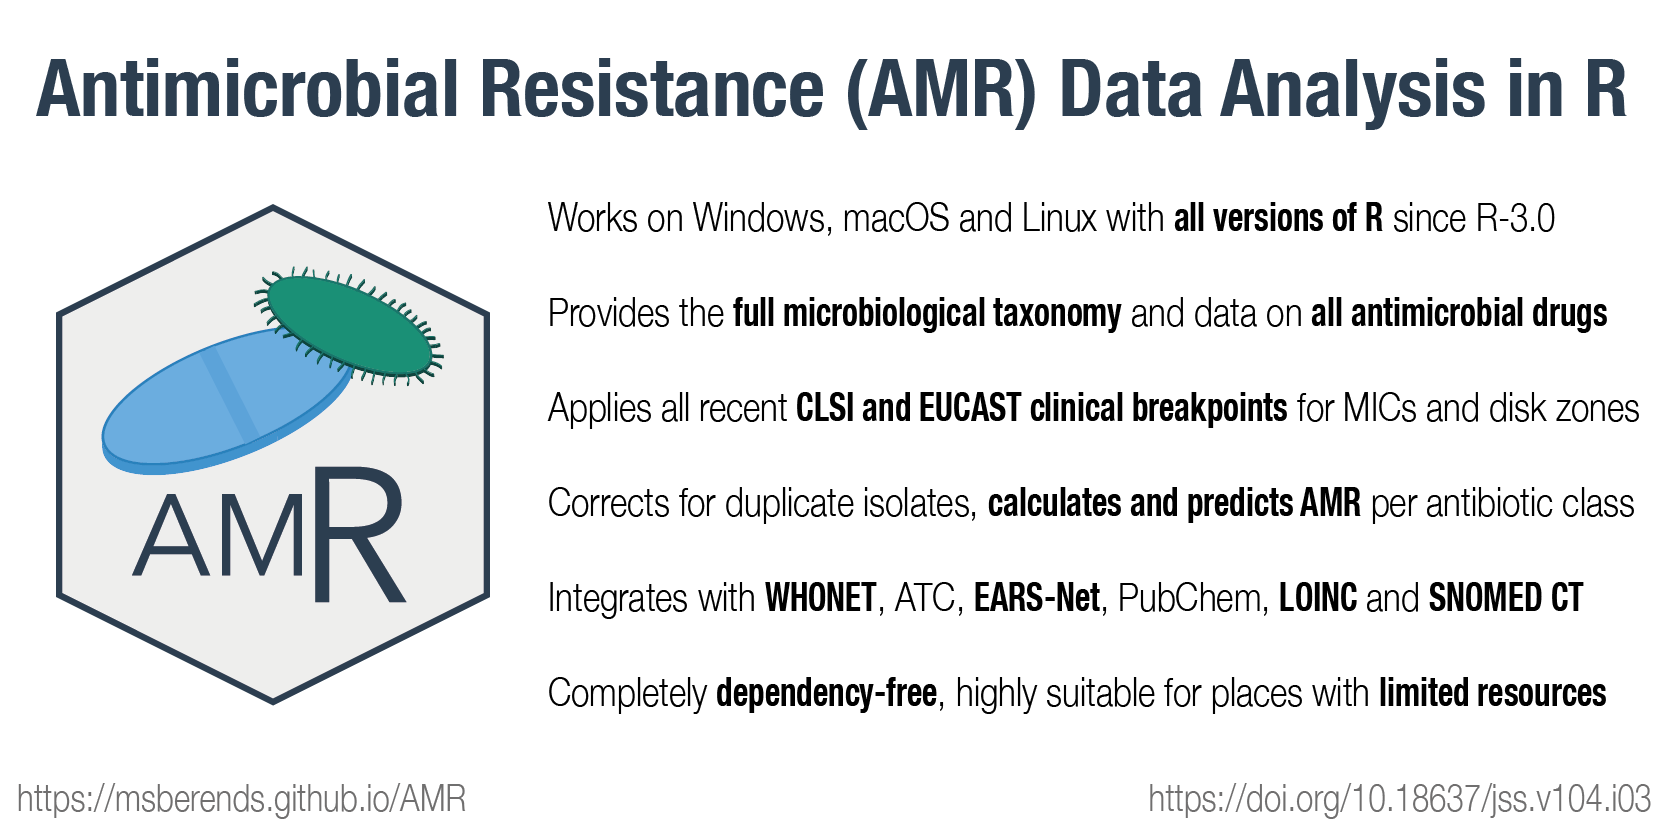 Antimicrobial Resistance (AMR) Data Analysis in R
Works on Windows, macOS and Linux with all versions of R since R-3.0
Provides the full microbiological taxonomy and data on all antimicrobial drugs
Applies all recent CLSI and EUCAST clinical breakpoints for MICs and disk zones
Corrects for duplicate isolates, calculates and predicts AMR per antibiotic class
Integrates with WHONET, ATC, EARS-Net, PubChem, LOINC and SNOMED CT
Completely dependency-free, highly suitable for places with limited resources
AMR
https://msberends.github.io/AMR
https://doi.org/10.18637/jss.v104.i03